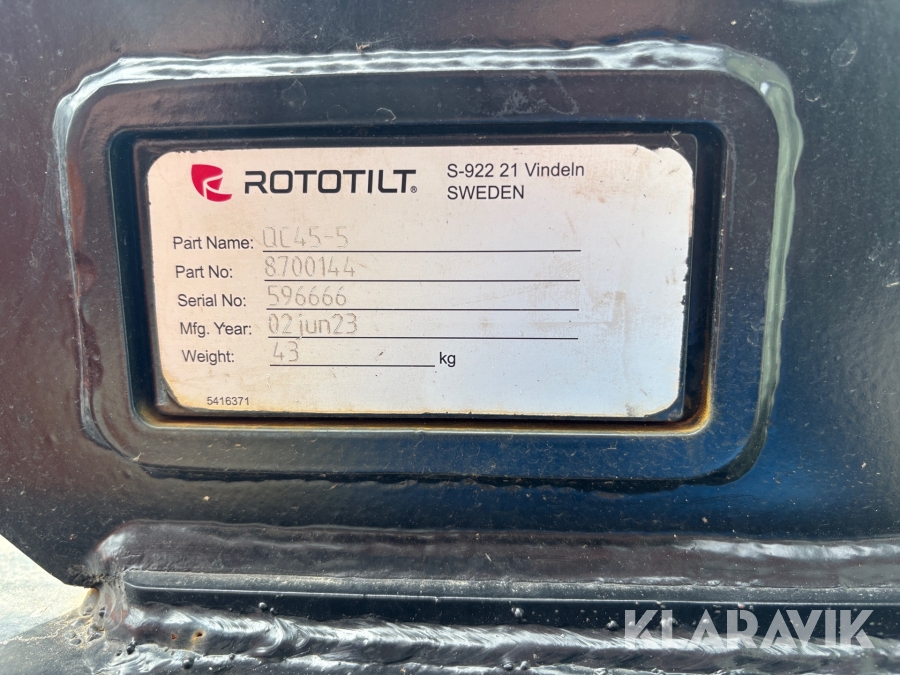 ROTOTILT®
S-922 21 Vindeln
SWEDEN
Part Name: QC45-5
Part No: 8700144
Serial No: 596666
Mfg. Year: 02jun23
Weight: 43 kg
5416371
KLARAVIK